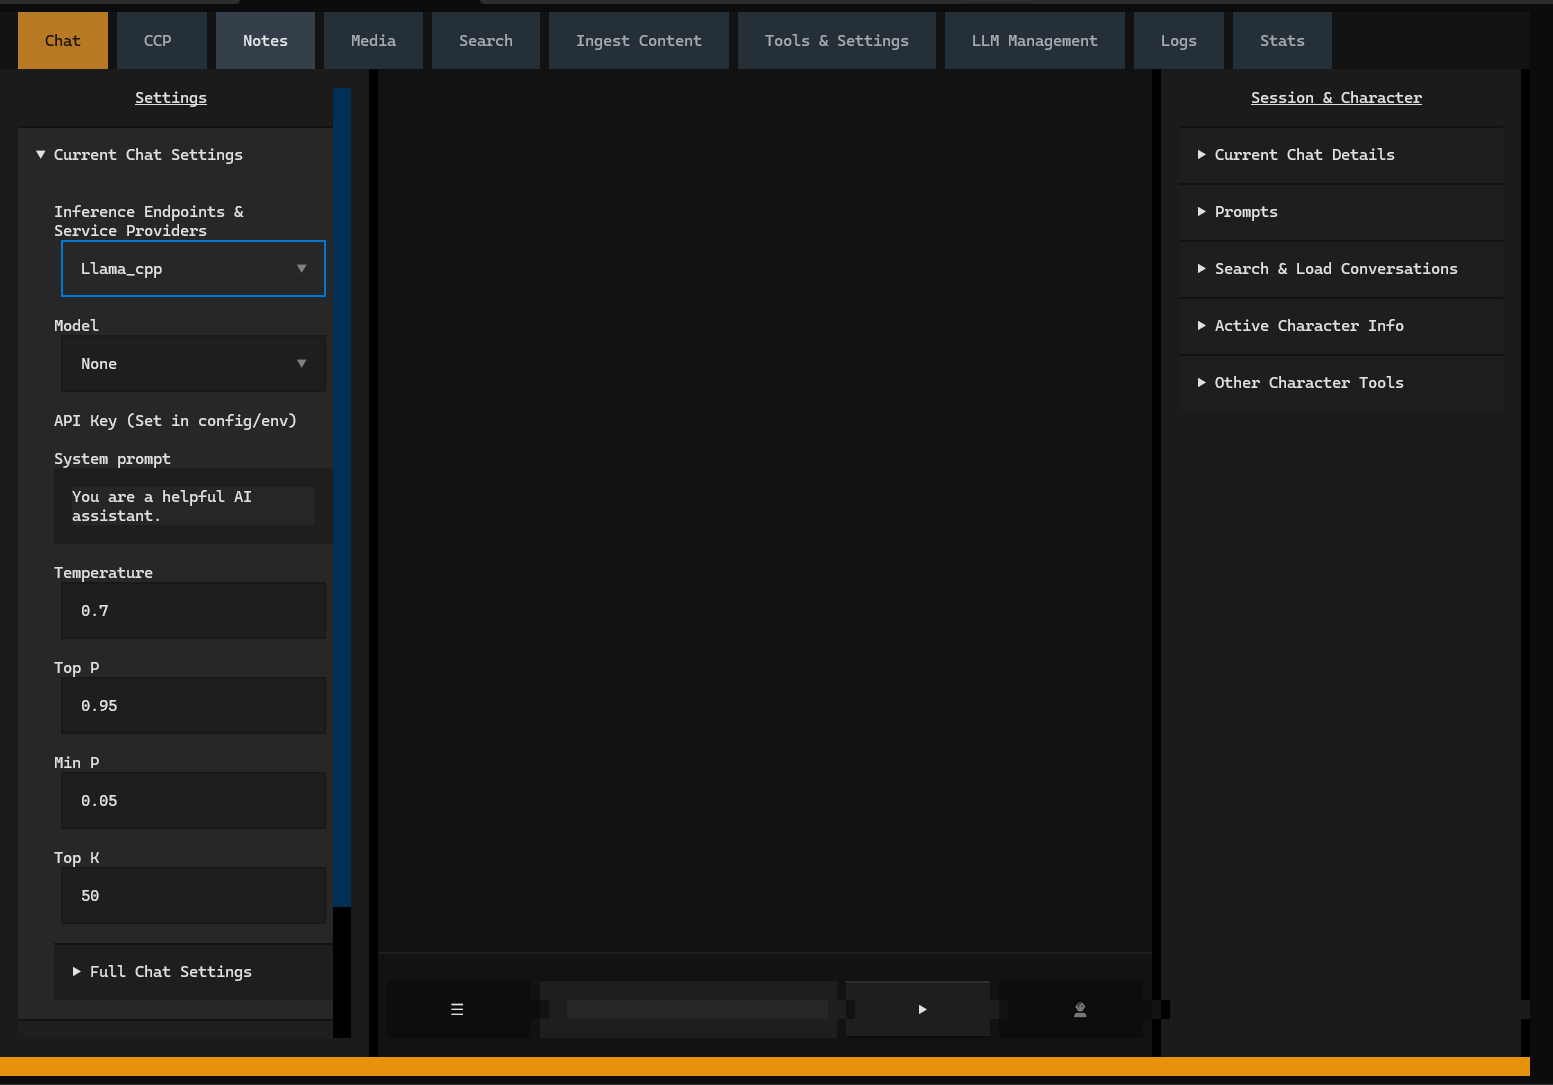 Chat CCP Notes Media Search Ingest Content Tools & Settings LLM Management Logs Stats
Settings
▼ Current Chat Settings
Inference Endpoints &
Service Providers
Llama_cpp ▼
Model
None ▼
API Key (Set in config/env)
System prompt
You are a helpful AI
assistant.
Temperature
0.7
Top P
0.95
Min P
0.05
Top K
50
▶ Full Chat Settings
Session & Character
▶ Current Chat Details
▶ Prompts
▶ Search & Load Conversations
▶ Active Character Info
▶ Other Character Tools